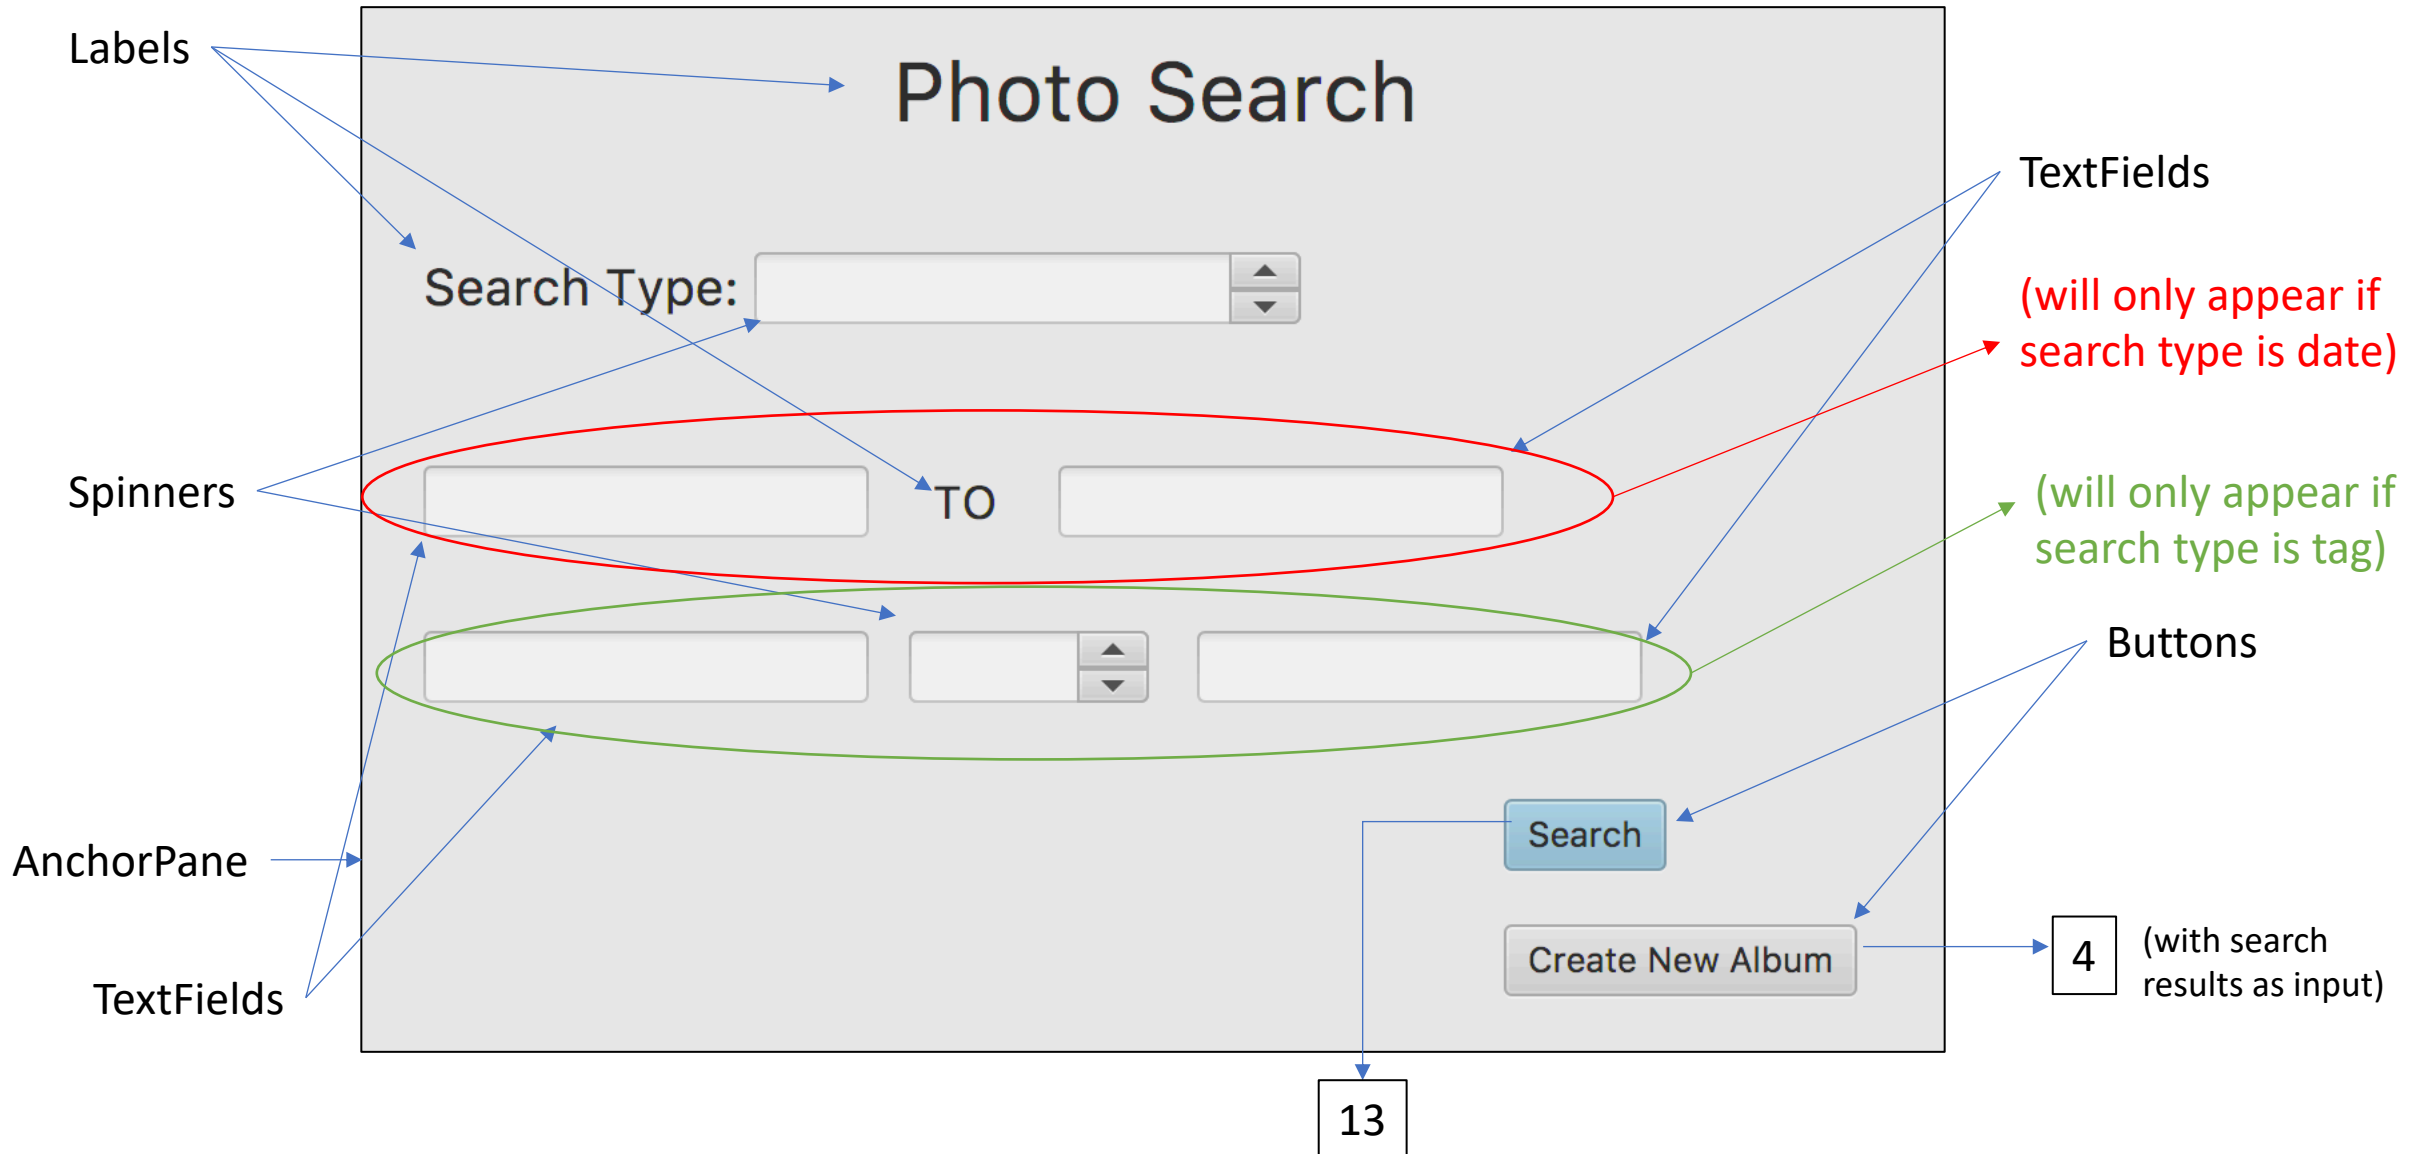 Labels
Photo Search
TextFields
Search Type:
(will only appear if
search type is date)
Spinners
TO
(will only appear if
search type is tag)
Buttons
Search
AnchorPane
Create New Album
4
(with search
results as input)
TextFields
13